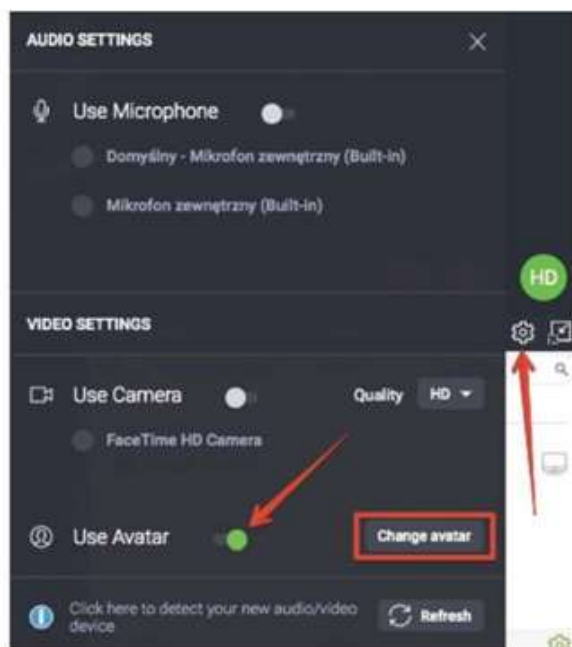 AUDIO SETTINGS
Use Microphone
Domyślny - Mikrofon zewnętrzny (Built-in)
Mikrofon zewnętrzny (Built-in)
HD
VIDEO SETTINGS
Use Camera
Quality HD
FaceTime HD Camera
Use Avatar
Change avatar
Click here to detect your new audio/video
device
Refresh